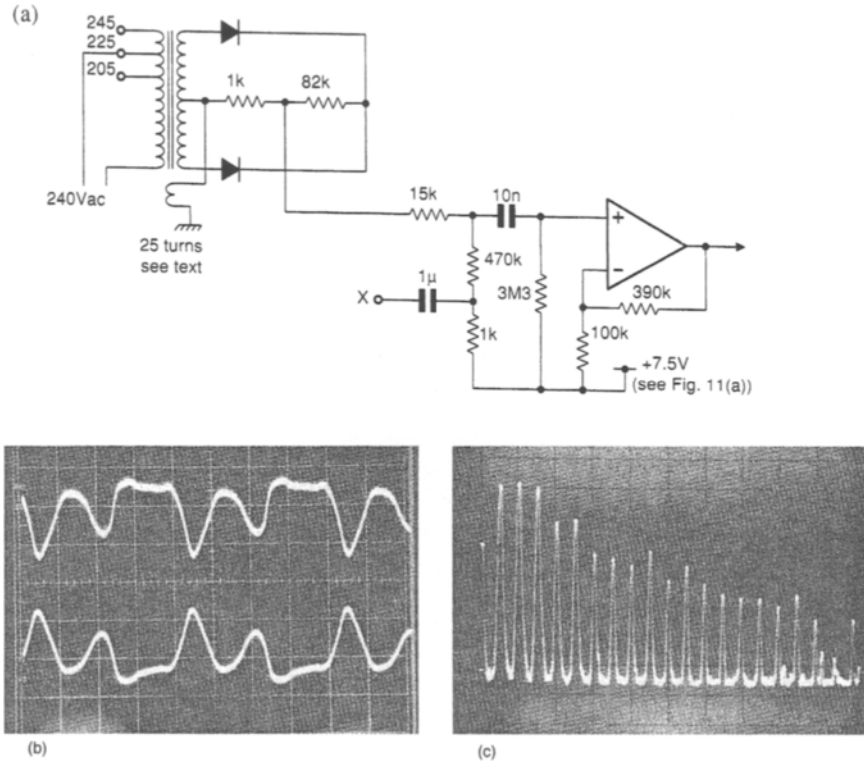 (a)
245
225
205
240Vac
25 turns
see text
1k
82k
15k
10n
470k
1µ
X
1k
3M3
+
−
390k
100k
+7.5V
(see Fig. 11(a))
(b)
(c)